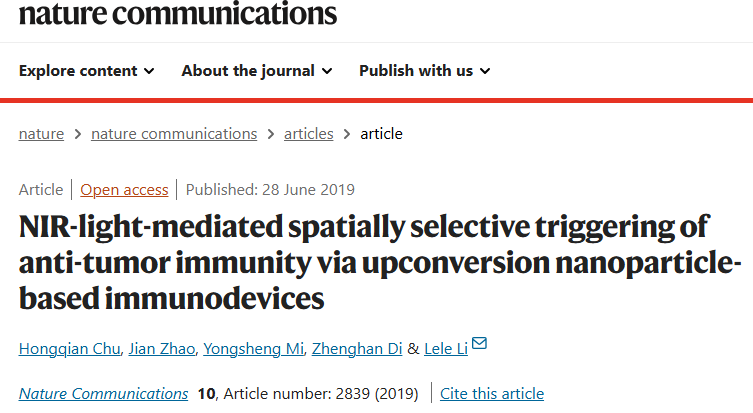 nature communications
Explore content About the journal Publish with us
nature > nature communications > articles > article
Article | Open access | Published: 28 June 2019
NIR-light-mediated spatially selective triggering of
anti-tumor immunity via upconversion nanoparticle-
based immunodevices
Hongqian Chu, Jian Zhao, Yongsheng Mi, Zhenghan Di & Lele Li
Nature Communications 10, Article number: 2839 (2019) | Cite this article